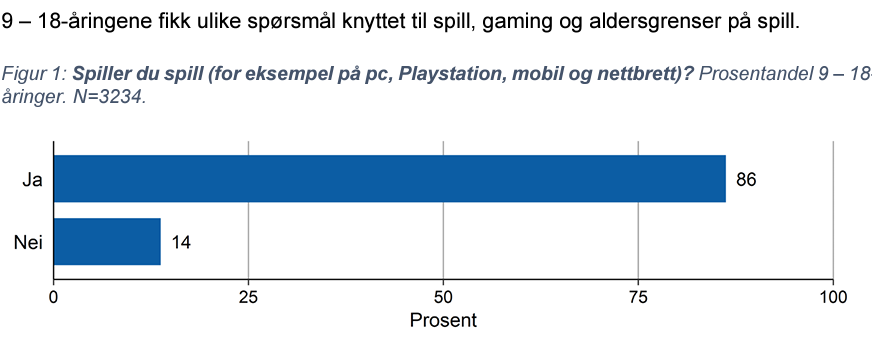 9 – 18-åringene fikk ulike spørsmål knyttet til spill, gaming og aldersgrenser på spill.
Figur 1: Spiller du spill (for eksempel på pc, Playstation, mobil og nettbrett)? Prosentandel 9 – 18-
åringer. N=3234.
Ja 86
Nei 14
0 25 50 75 100
Prosent